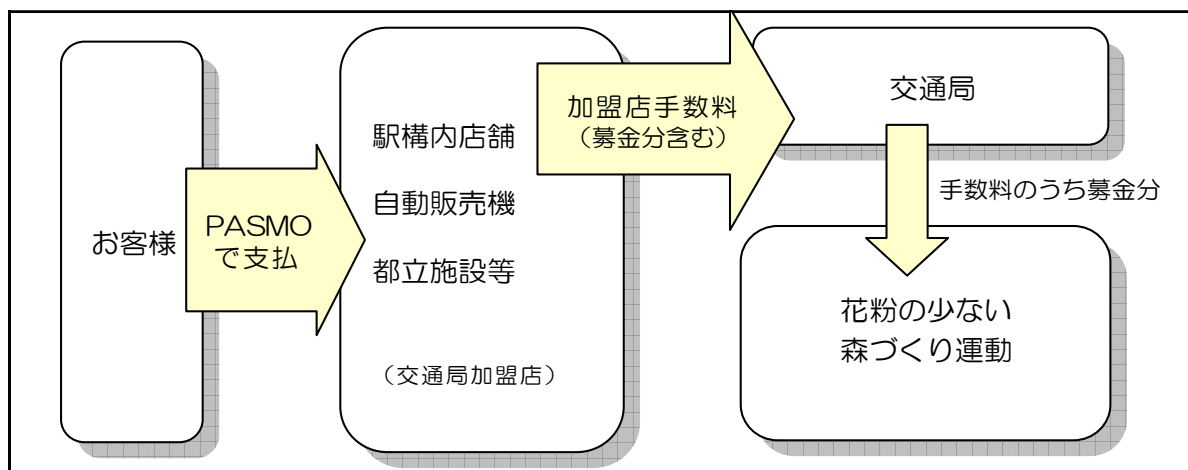 お客様
PASMO
で支払
駅構内店舗
自動販売機
都立施設等
(交通局加盟店)
加盟店手数料
(募金分含む)
交通局
手数料のうち募金分
花粉の少ない
森づくり運動